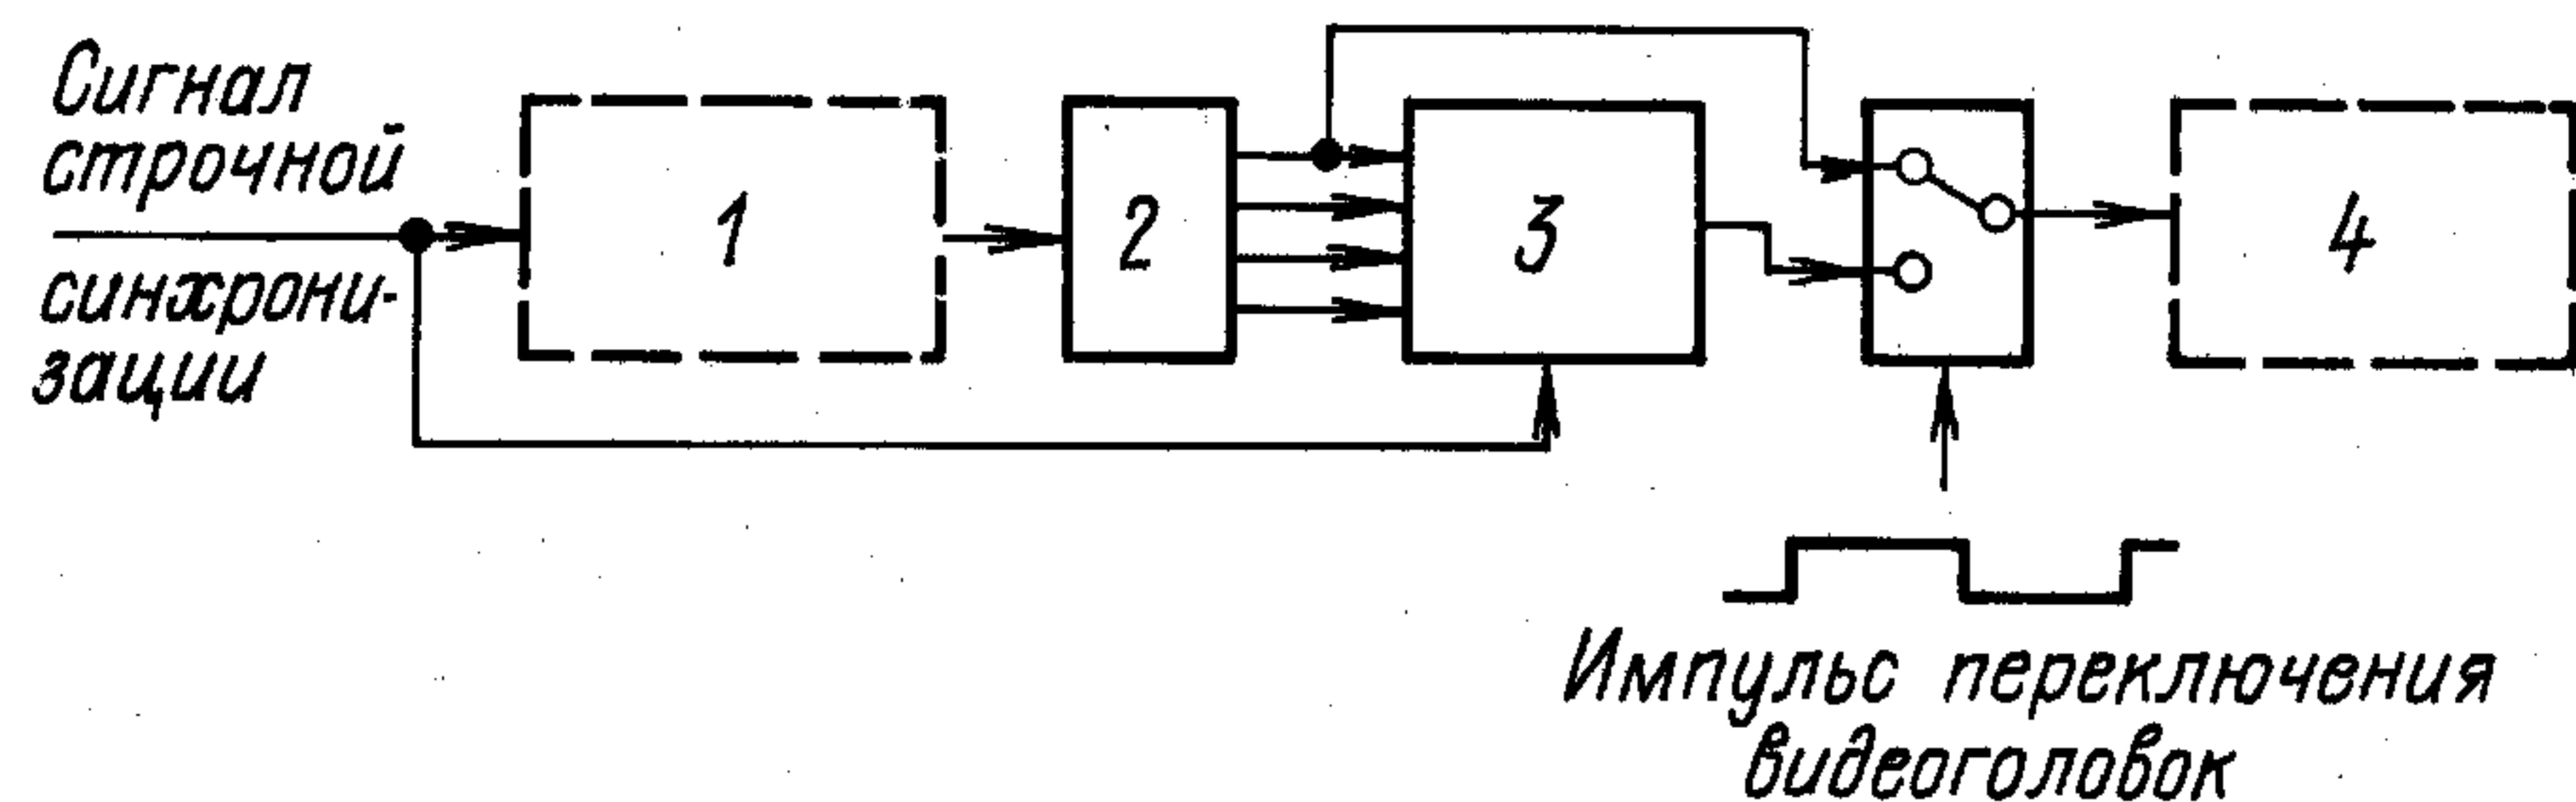 Сигнал
строчной
синхрони-
зации
1
2
3
4
Импульс переключения
видеоголовок